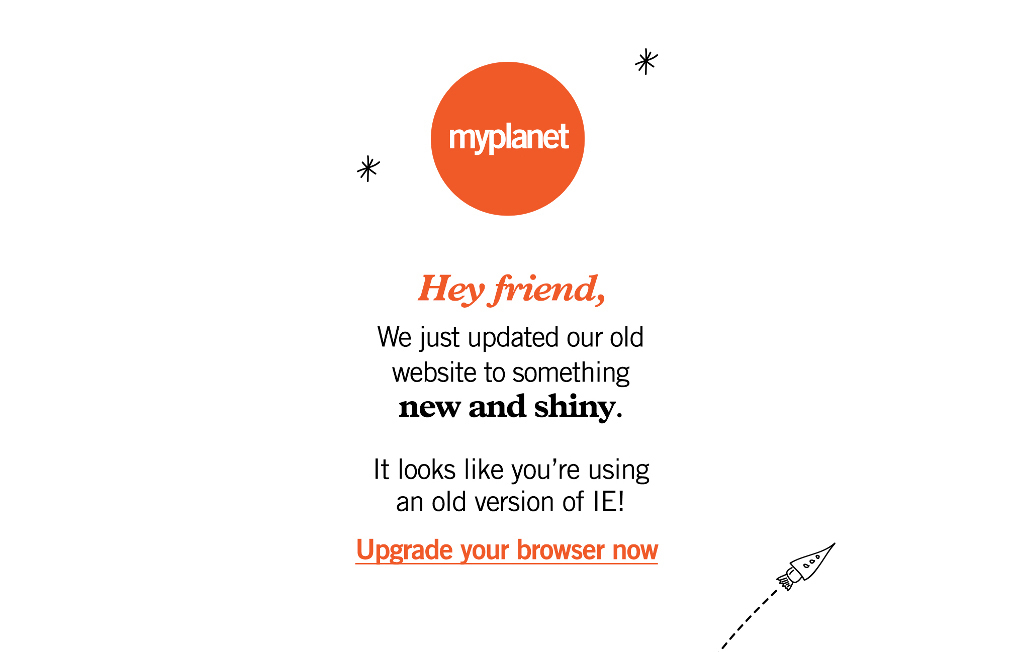 myplanet
Hey friend,
We just updated our old
website to something
new and shiny.
It looks like you’re using
an old version of IE!
Upgrade your browser now